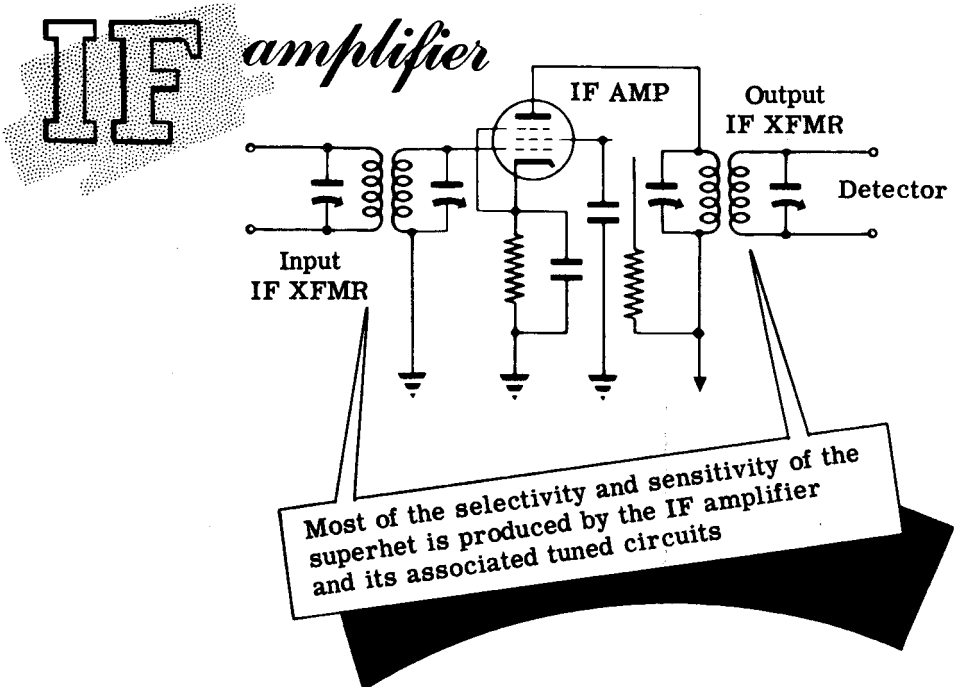 IF amplifier
IF AMP
Output
IF XFMR
Detector
Input
IF XFMR
Most of the selectivity and sensitivity of the
superhet is produced by the IF amplifier
and its associated tuned circuits